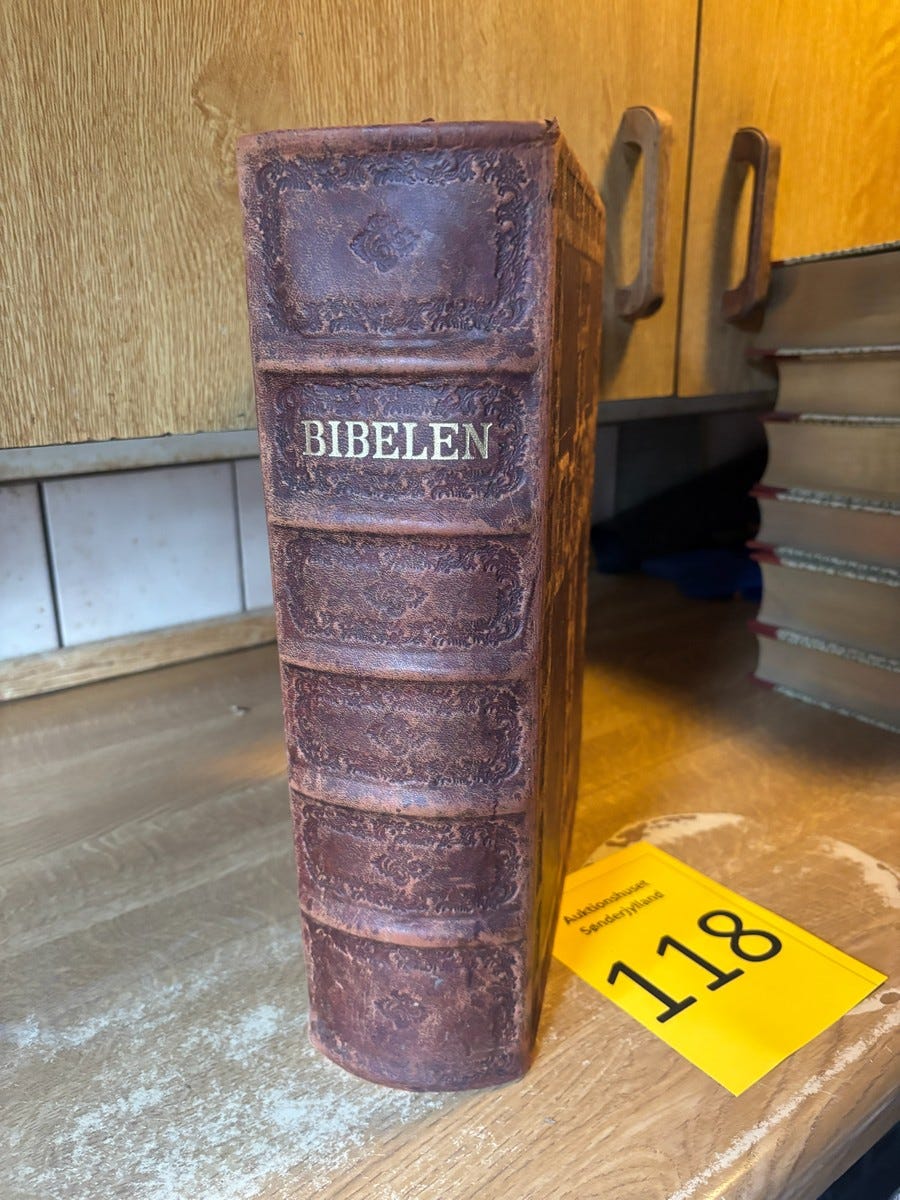 BIBELEN
Auktionshuset
Sønderjylland
118